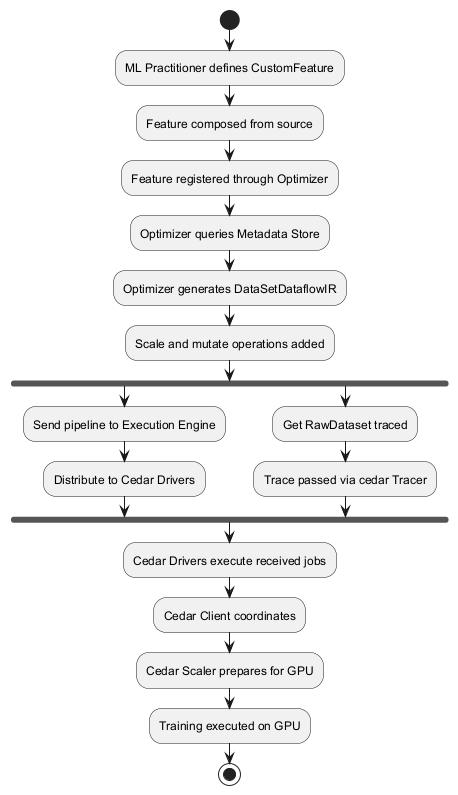 ML Practitioner defines CustomFeature
Feature composed from source
Feature registered through Optimizer
Optimizer queries Metadata Store
Optimizer generates DataSetDataflowIR
Scale and mutate operations added
Send pipeline to Execution Engine
Distribute to Cedar Drivers
Get RawDataset traced
Trace passed via cedar Tracer
Cedar Drivers execute received jobs
Cedar Client coordinates
Cedar Scaler prepares for GPU
Training executed on GPU